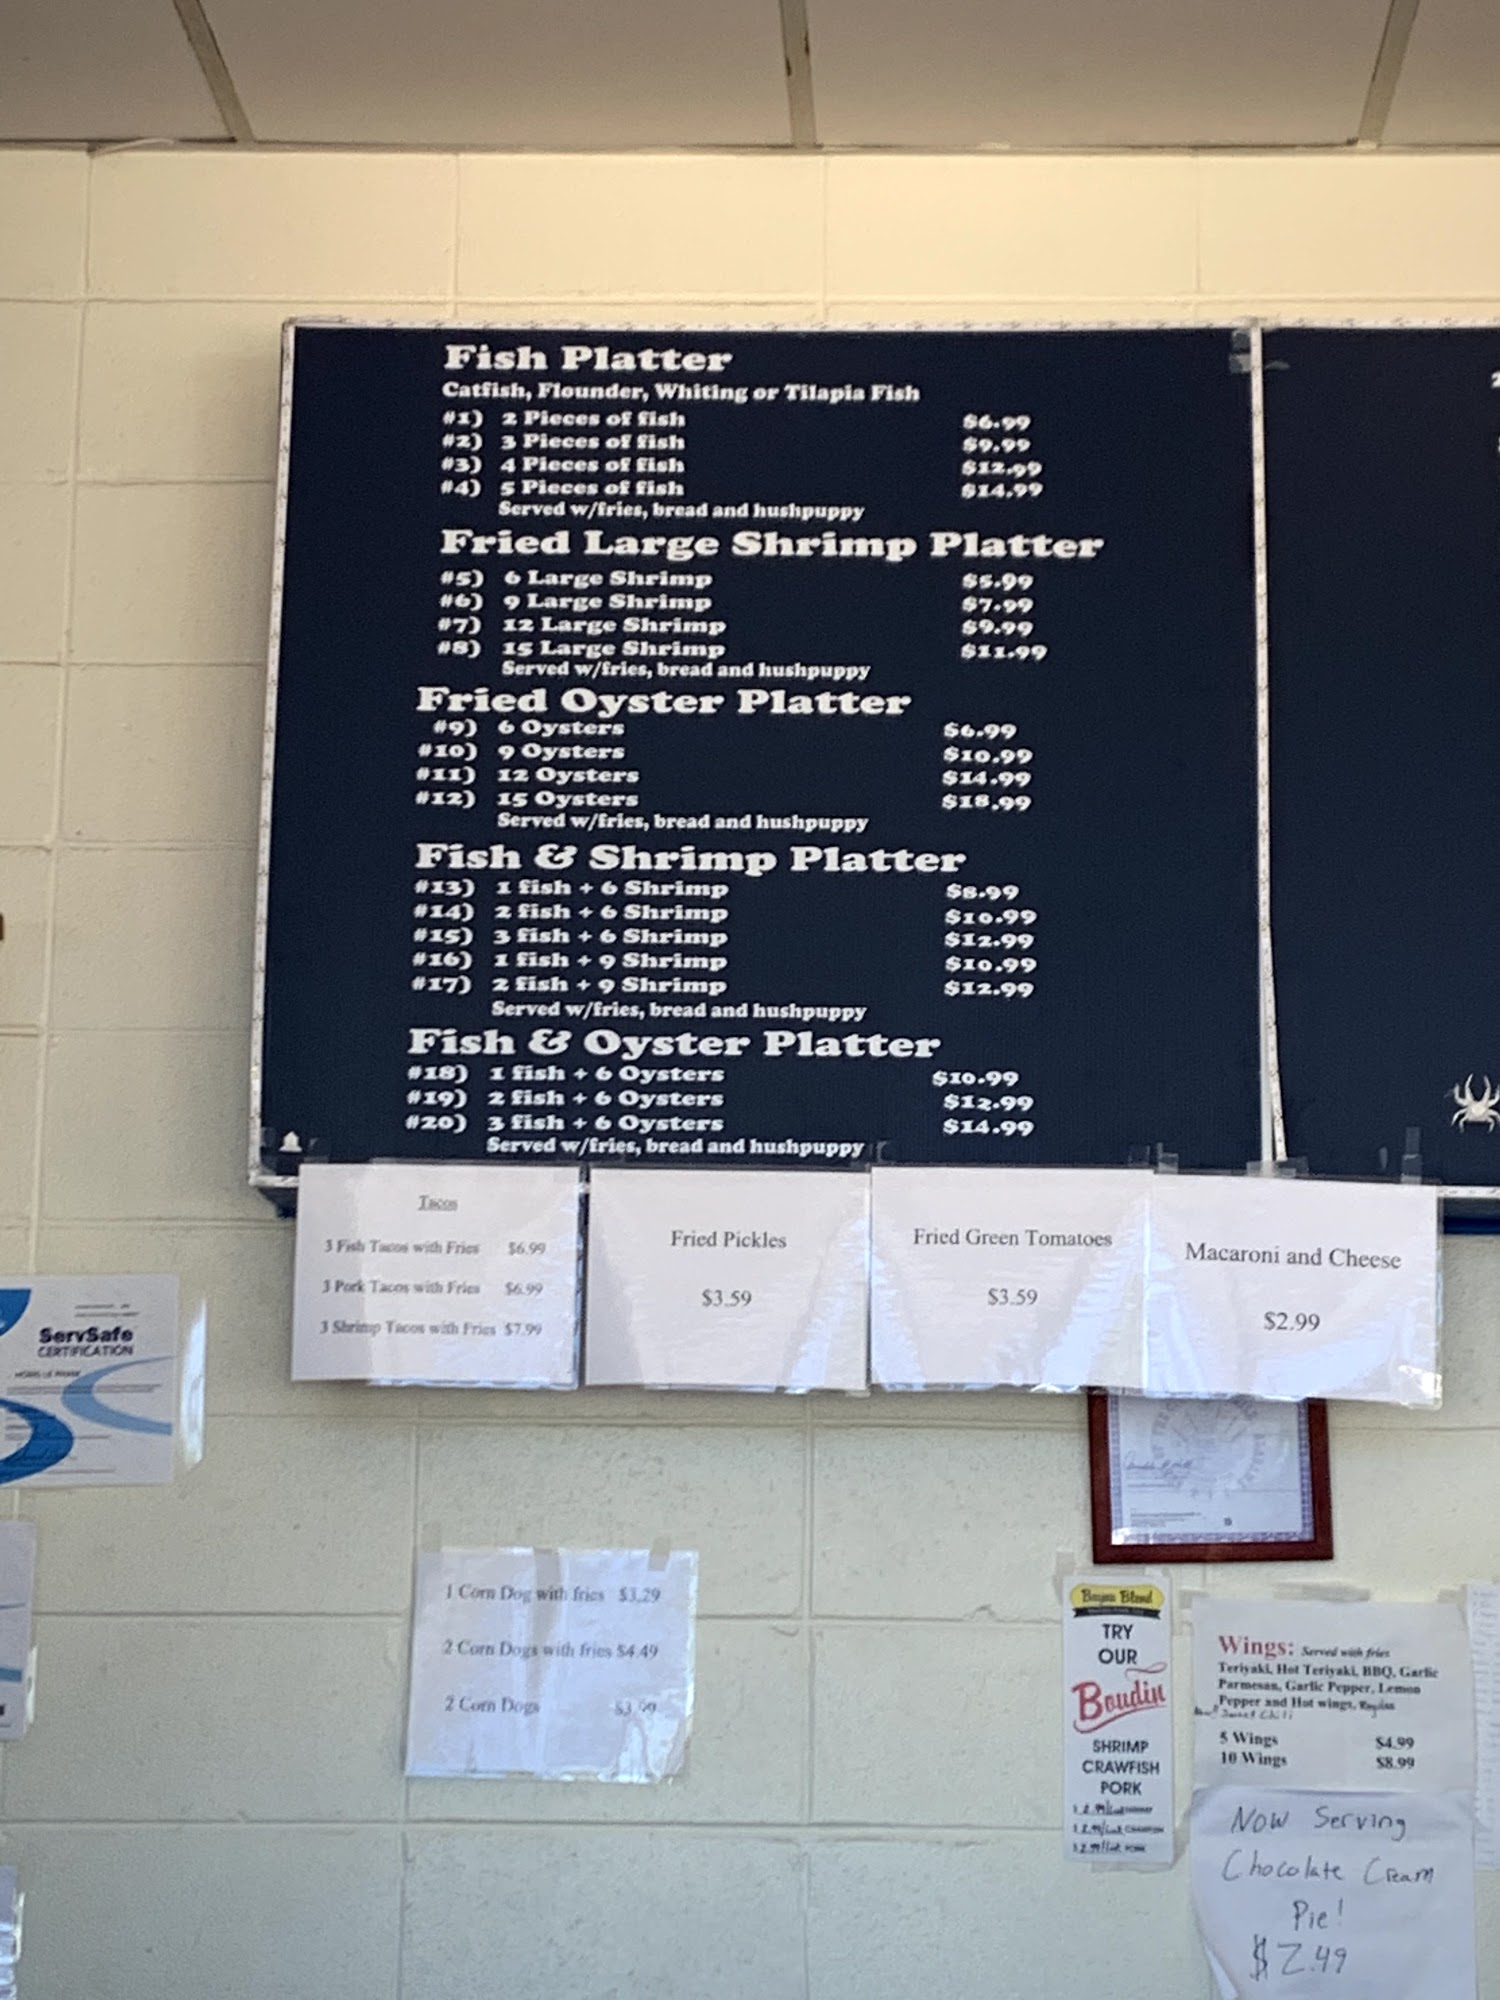 Fish Platter
Catfish, Flounder, Whiting or Tilapia Fish
#1) 2 Pieces of fish $6.99
#2) 3 Pieces of fish $9.99
#3) 4 Pieces of fish $12.99
#4) 5 Pieces of fish $14.99
Served w/fries, bread and hushpuppy
Fried Large Shrimp Platter
#5) 6 Large Shrimp $5.99
#6) 9 Large Shrimp $7.99
#7) 12 Large Shrimp $9.99
#8) 15 Large Shrimp $11.99
Served w/fries, bread and hushpuppy
Fried Oyster Platter
#9) 6 Oysters $6.99
#10) 9 Oysters $10.99
#11) 12 Oysters $14.99
#12) 15 Oysters $18.99
Served w/fries, bread and hushpuppy
Fish & Shrimp Platter
#13) 1 fish + 6 Shrimp $8.99
#14) 2 fish + 6 Shrimp $10.99
#15) 3 fish + 6 Shrimp $12.99
#16) 1 fish + 9 Shrimp $10.99
#17) 2 fish + 9 Shrimp $12.99
Served w/fries, bread and hushpuppy
Fish & Oyster Platter
#18) 1 fish + 6 Oysters $10.99
#19) 2 fish + 6 Oysters $12.99
#20) 3 fish + 6 Oysters $14.99
Served w/fries, bread and hushpuppy
Tacos
3 Fish Tacos with Fries $6.99
3 Pork Tacos with Fries $6.99
3 Shrimp Tacos with Fries $7.99
Fried Pickles
$3.59
Fried Green Tomatoes
$3.59
Macaroni and Cheese
$2.99
ServSafe
CERTIFICATION
1 Corn Dog with fries $3.29
2 Corn Dogs with fries $4.49
2 Corn Dogs
Bayou Blend
TRY
OUR
Boudin
SHRIMP
CRAWFISH
PORK
Wings: Served with fries
Teriyaki, Hot Teriyaki, BBQ, Garlic
Parmesan, Garlic Pepper, Lemon
Pepper and Hot wings,
Sweet Chili
5 Wings $4.99
10 Wings $8.99
Now Serving
Chocolate Cream
Pie!
$2.49